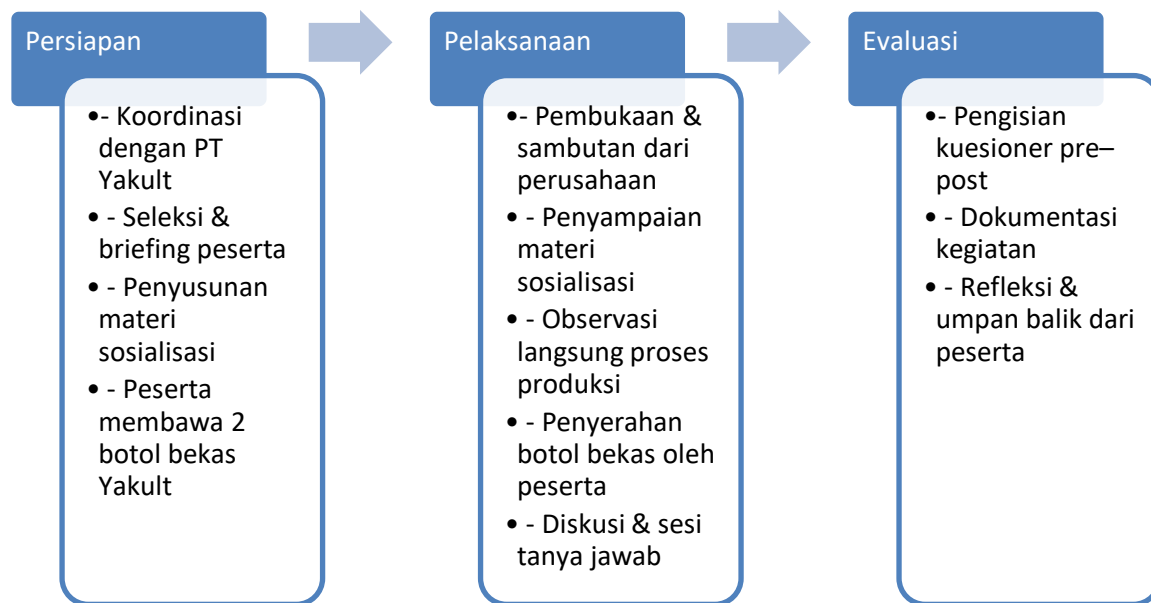 Persiapan
•- Koordinasi
dengan PT
Yakult
• - Seleksi &
briefing peserta
• - Penyusunan
materi
sosialisasi
• - Peserta
membawa 2
botol bekas
Yakult
Pelaksanaan
•- Pembukaan &
sambutan dari
perusahaan
• - Penyampaian
materi
sosialisasi
• - Observasi
langsung proses
produksi
• - Penyerahan
botol bekas oleh
peserta
• - Diskusi & sesi
tanya jawab
Evaluasi
•- Pengisian
kuesioner pre–
post
• - Dokumentasi
kegiatan
• - Refleksi &
umpan balik dari
peserta